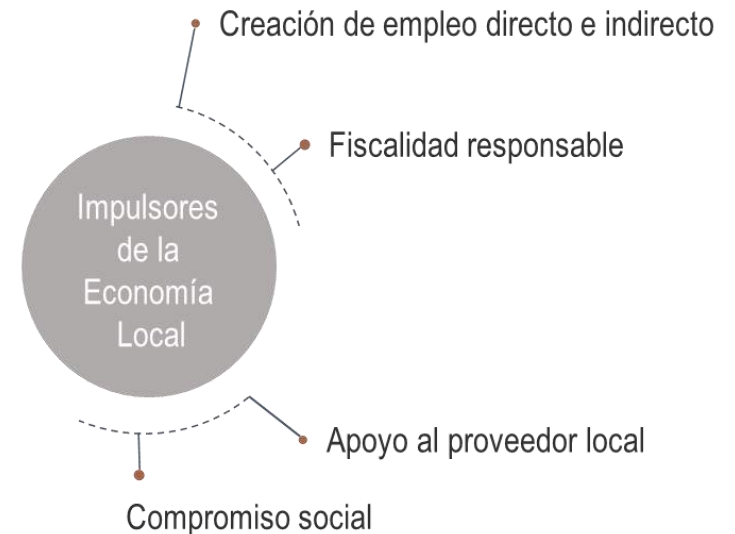 Creación de empleo directo e indirecto
Fiscalidad responsable
Impulsores
de la
Economía
Local
Apoyo al proveedor local
Compromiso social